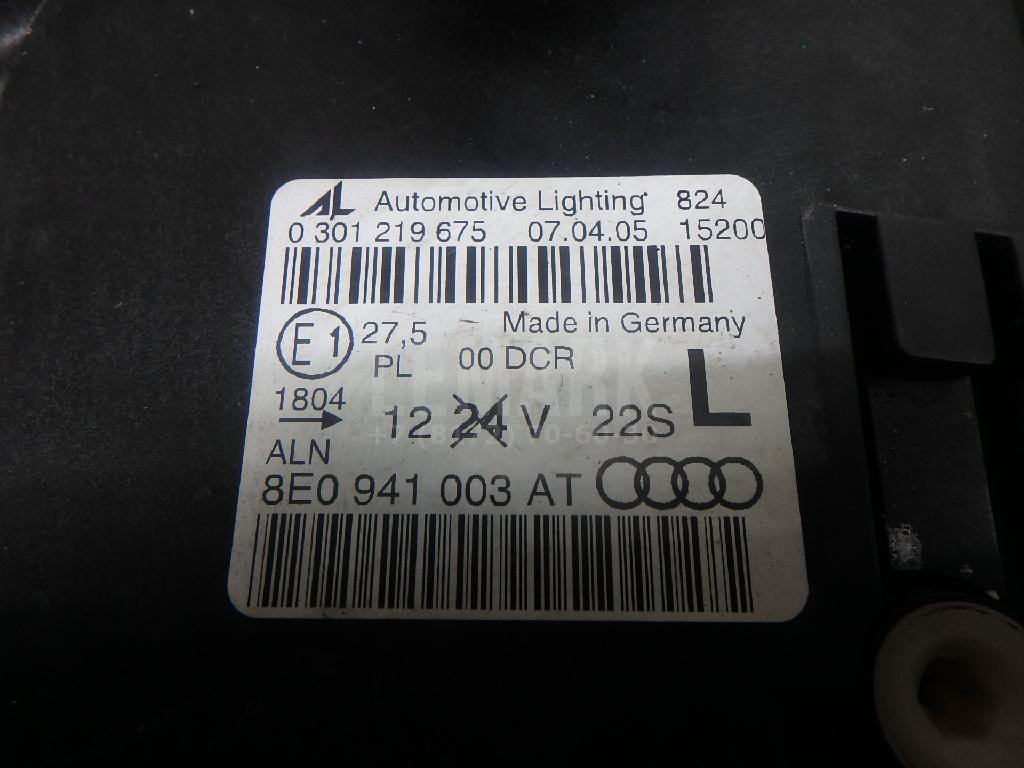 AL Automotive Lighting 824
0 301 219 675 07.04.05 15200
E1 27,5 Made in Germany
PL 00 DCR
1804 L
12 24 V 22S
ALN
8E0 941 003 AT